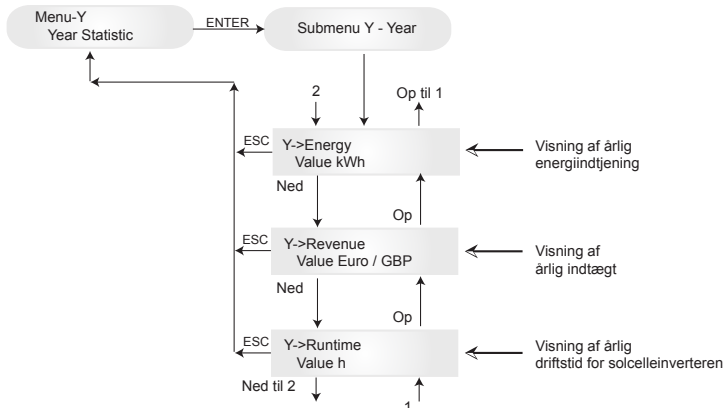 Menu-Y
Year Statistic
ENTER
Submenu Y - Year
2
Op til 1
ESC
Y->Energy
Value kWh
Visning af årlig
energiindtjening
Ned
Op
ESC
Y->Revenue
Value Euro / GBP
Visning af
årlig indtægt
Ned
Op
ESC
Y->Runtime
Value h
Visning af årlig
driftstid for solcelleinverteren
Ned til 2
1